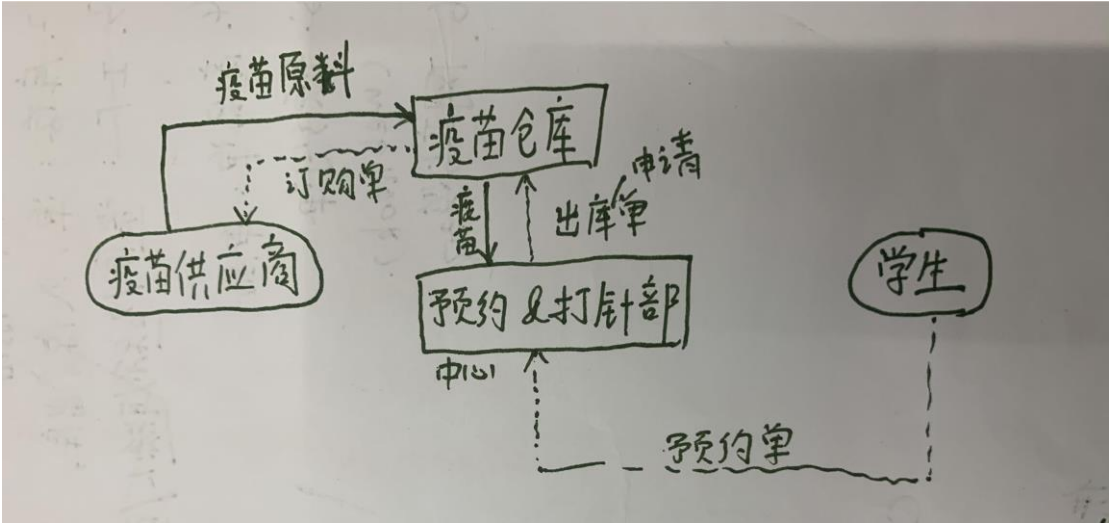 疫苗原料
疫苗仓库
订购单
申请
疫苗
出库单
疫苗供应商
预约&打针部
学生
中心
预约单